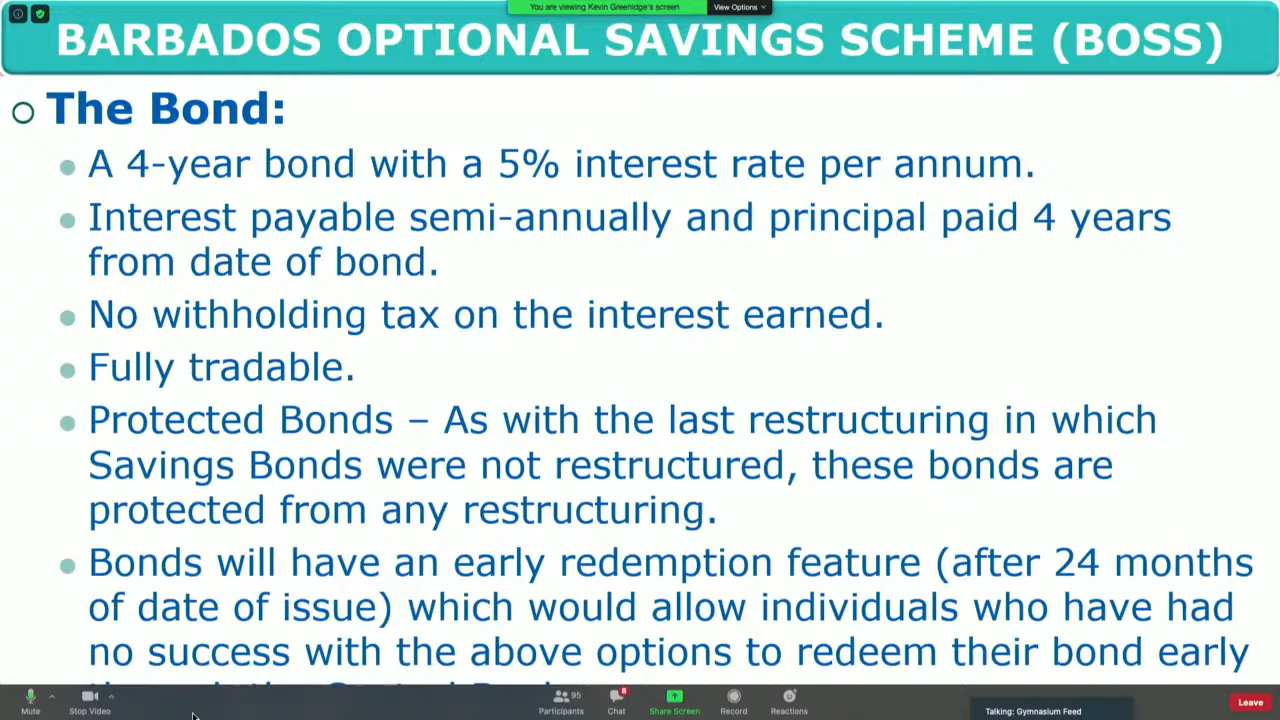 You are viewing Kevin Greenidge's screen
View Options
BARBADOS OPTIONAL SAVINGS SCHEME (BOSS)
The Bond:
A 4-year bond with a 5% interest rate per annum.
Interest payable semi-annually and principal paid 4 years
from date of bond.
No withholding tax on the interest earned.
Fully tradable.
Protected Bonds – As with the last restructuring in which
Savings Bonds were not restructured, these bonds are
protected from any restructuring.
Bonds will have an early redemption feature (after 24 months
of date of issue) which would allow individuals who have had
no success with the above options to redeem their bond early
Mute
Stop Video
95
Participants
8
Chat
Share Screen
Record
Reactions
Talking: Gymnasium Feed
Leave